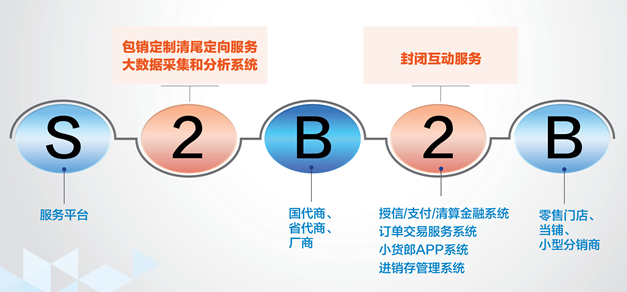 包销定制清尾定向服务
大数据采集和分析系统
封闭互动服务
S 2 B 2 B
服务平台
国代商、
省代商、
厂商
授信/支付/清算金融系统
订单交易服务系统
小货郎APP系统
进销存管理系统
零售门店、
当铺、
小型分销商